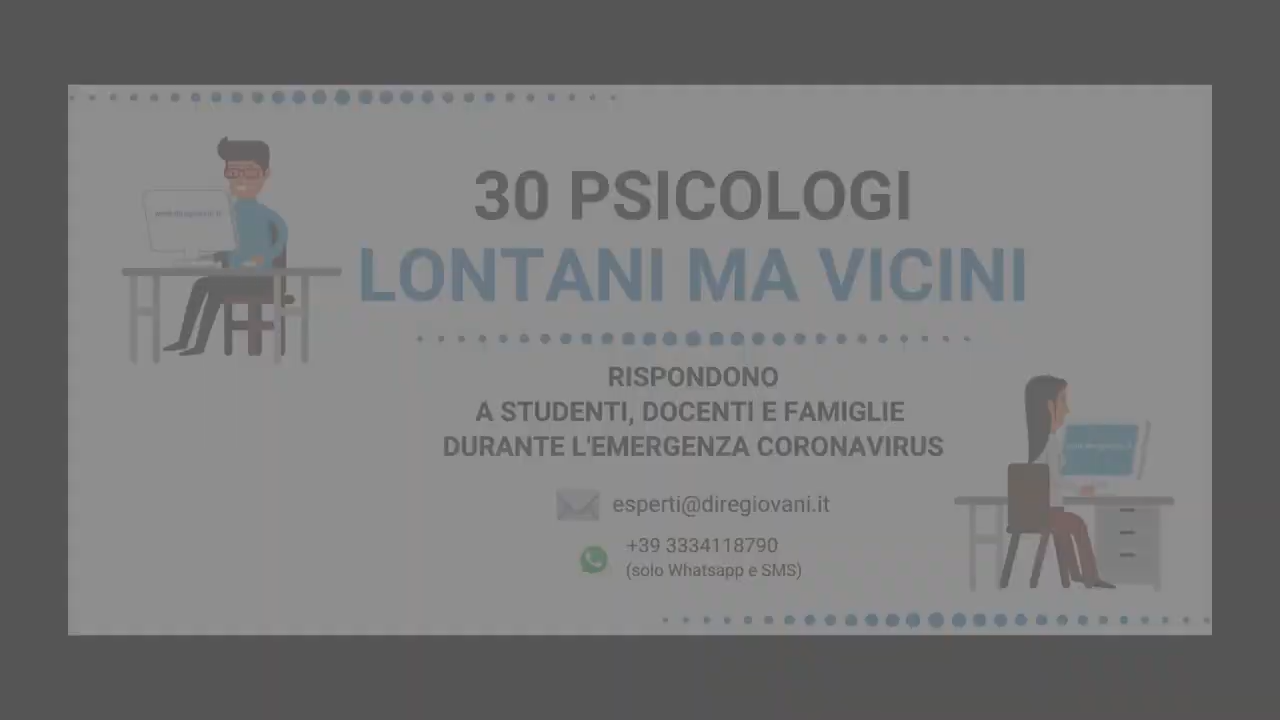 30 PSICOLOGI
LONTANI MA VICINI
RISPONDONO
A STUDENTI, DOCENTI E FAMIGLIE
DURANTE L'EMERGENZA CORONAVIRUS
esperti@diregiovani.it
+39 3334118790
(solo Whatsapp e SMS)